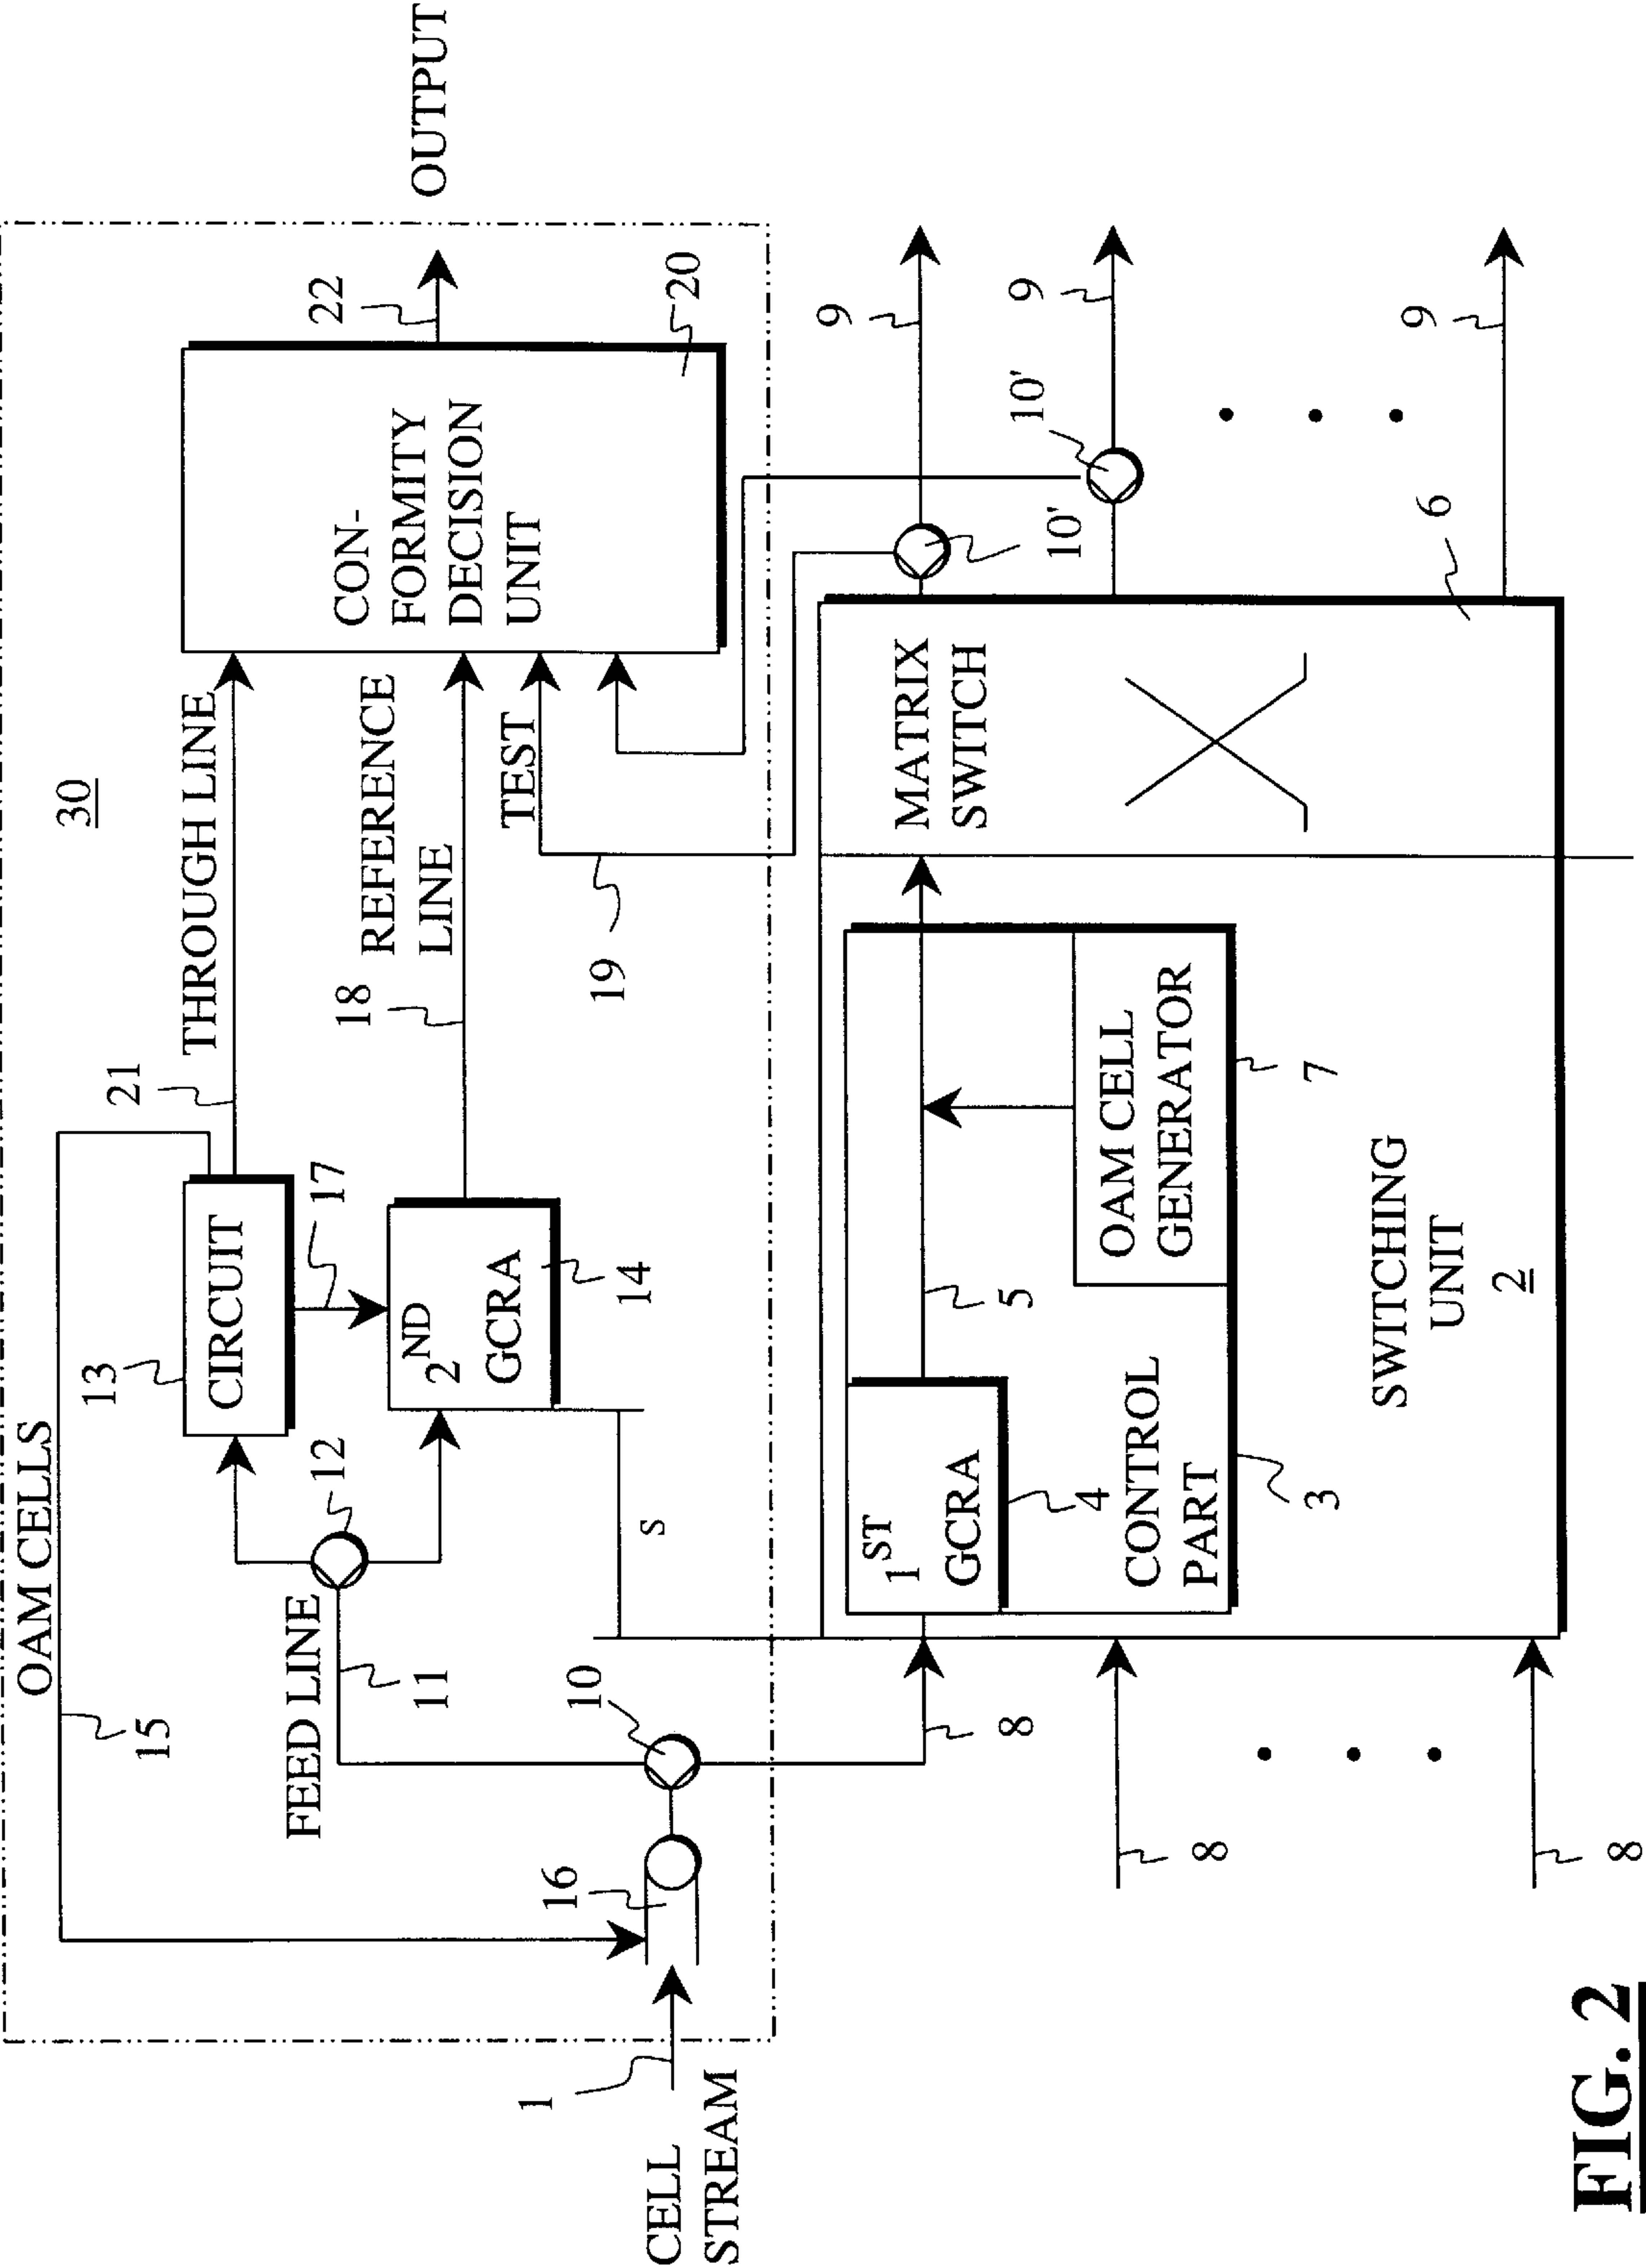 30
OAM CELLS
15
THROUGH LINE
21
13
CIRCUIT
17
FEED LINE
12
11
2ND
GCRA
14
18
REFERENCE
LINE
TEST
19
CON-
FORMITY
DECISION
UNIT
20
22
OUTPUT
CELL
STREAM
1
16
10
s
8
8
8
1ST
GCRA
4
5
CONTROL
PART
3
OAM CELL
GENERATOR
7
SWITCHING
UNIT
2
MATRIX
SWITCH
6
10'
10'
9
9
9
FIG. 2